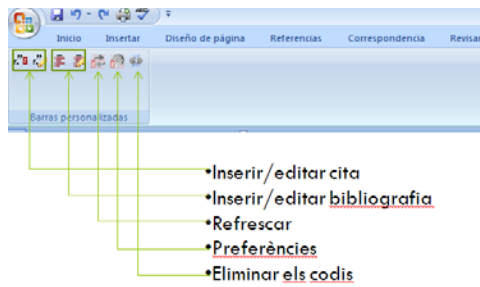 Inicio Insertar Diseño de página Referencias Correspondencia Revisar
Barras personalizadas
•Inserir/editar cita
•Inserir/editar bibliografia
•Refrescar
•Preferències
•Eliminar els codis